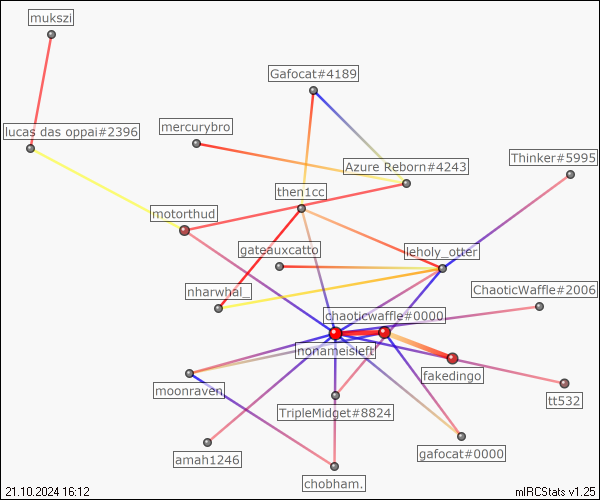 mukszi
Gafocat#4189
mercurybro
lucas das oppai#2396
Thinker#5995
Azure Reborn#4243
then1cc
motorthud
gateauxcatto
leholy_otter
nharwhal_
ChaoticWaffle#2006
chaoticwaffle#0000
nonameisleft
fakedingo
moonraven
tt532
TripleMidget#8824
gafocat#0000
amah1246
chobham.
21.10.2024 16:12
mIRCStats v1.25